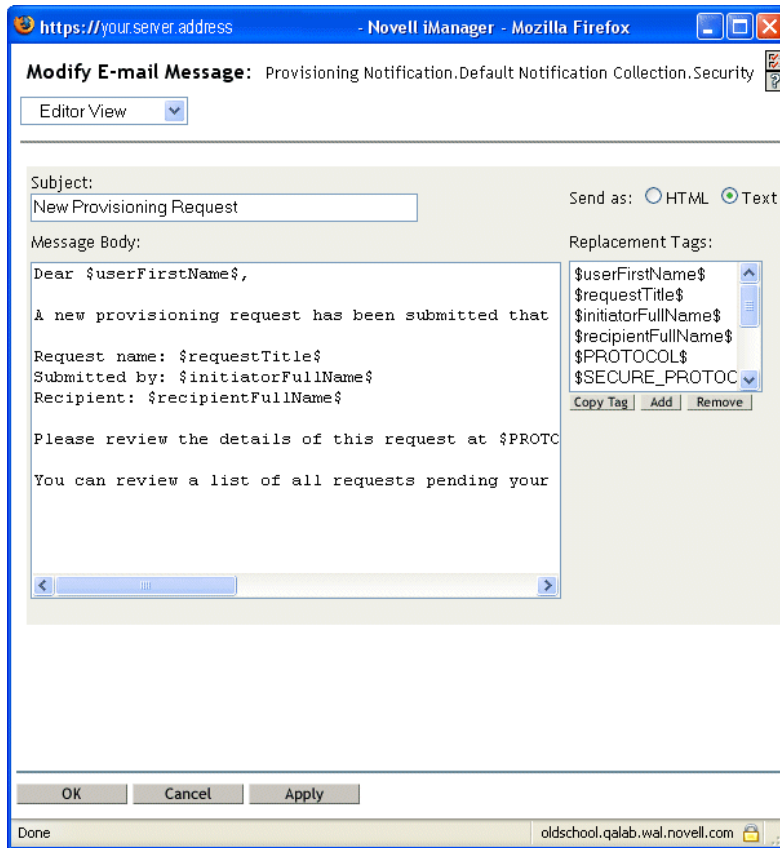 https://your.server.address - Novell iManager - Mozilla Firefox
Modify E-mail Message: Provisioning Notification.Default Notification Collection.Security
Editor View
Subject:
New Provisioning Request
Send as: HTML Text
Message Body:
Replacement Tags:
Dear $userFirstName$,
A new provisioning request has been submitted that
Request name: $requestTitle$
Submitted by: $initiatorFullName$
Recipient: $recipientFullName$
Please review the details of this request at $PROTO
You can review a list of all requests pending your
$userFirstName$
$requestTitle$
$initiatorFullName$
$recipientFullName$
$PROTOCOL$
$SECURE_PROTOC
Copy Tag Add Remove
OK Cancel Apply
Done oldschool.qalab.wal.novell.com